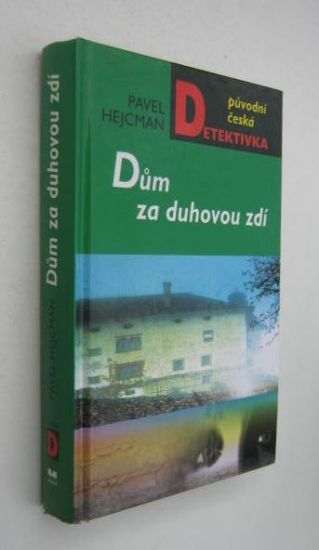 PAVEL
HEJCMAN
původní
česká
DETEKTIVKA
Dům
za duhovou zdí
PAVEL HEJCMAN Dům za duhovou zdí
D